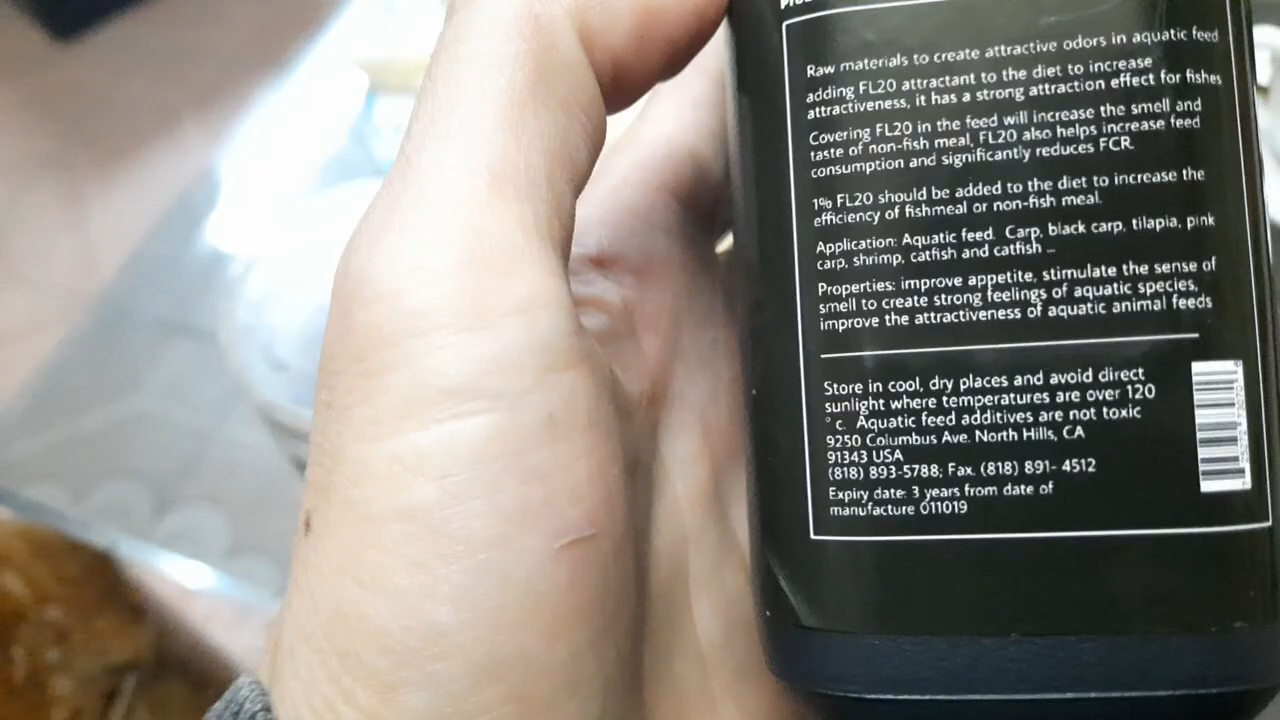 Raw materials to create attractive odors in aquatic feed
adding FL20 attractant to the diet to increase
attractiveness, it has a strong attraction effect for fishes
Covering FL20 in the feed will increase the smell and
taste of non-fish meal, FL20 also helps increase feed
consumption and significantly reduces FCR.
1% FL20 should be added to the diet to increase the
efficiency of fishmeal or non-fish meal.
Application: Aquatic feed. Carp, black carp, tilapia, pink
carp, shrimp, catfish and catfish ...
Properties: improve appetite, stimulate the sense of
smell to create strong feelings of aquatic species,
improve the attractiveness of aquatic animal feeds
Store in cool, dry places and avoid direct
sunlight where temperatures are over 120
° c. Aquatic feed additives are not toxic
9250 Columbus Ave. North Hills, CA
91343 USA
(818) 893-5788; Fax. (818) 891- 4512
Expiry date: 3 years from date of
manufacture 011019